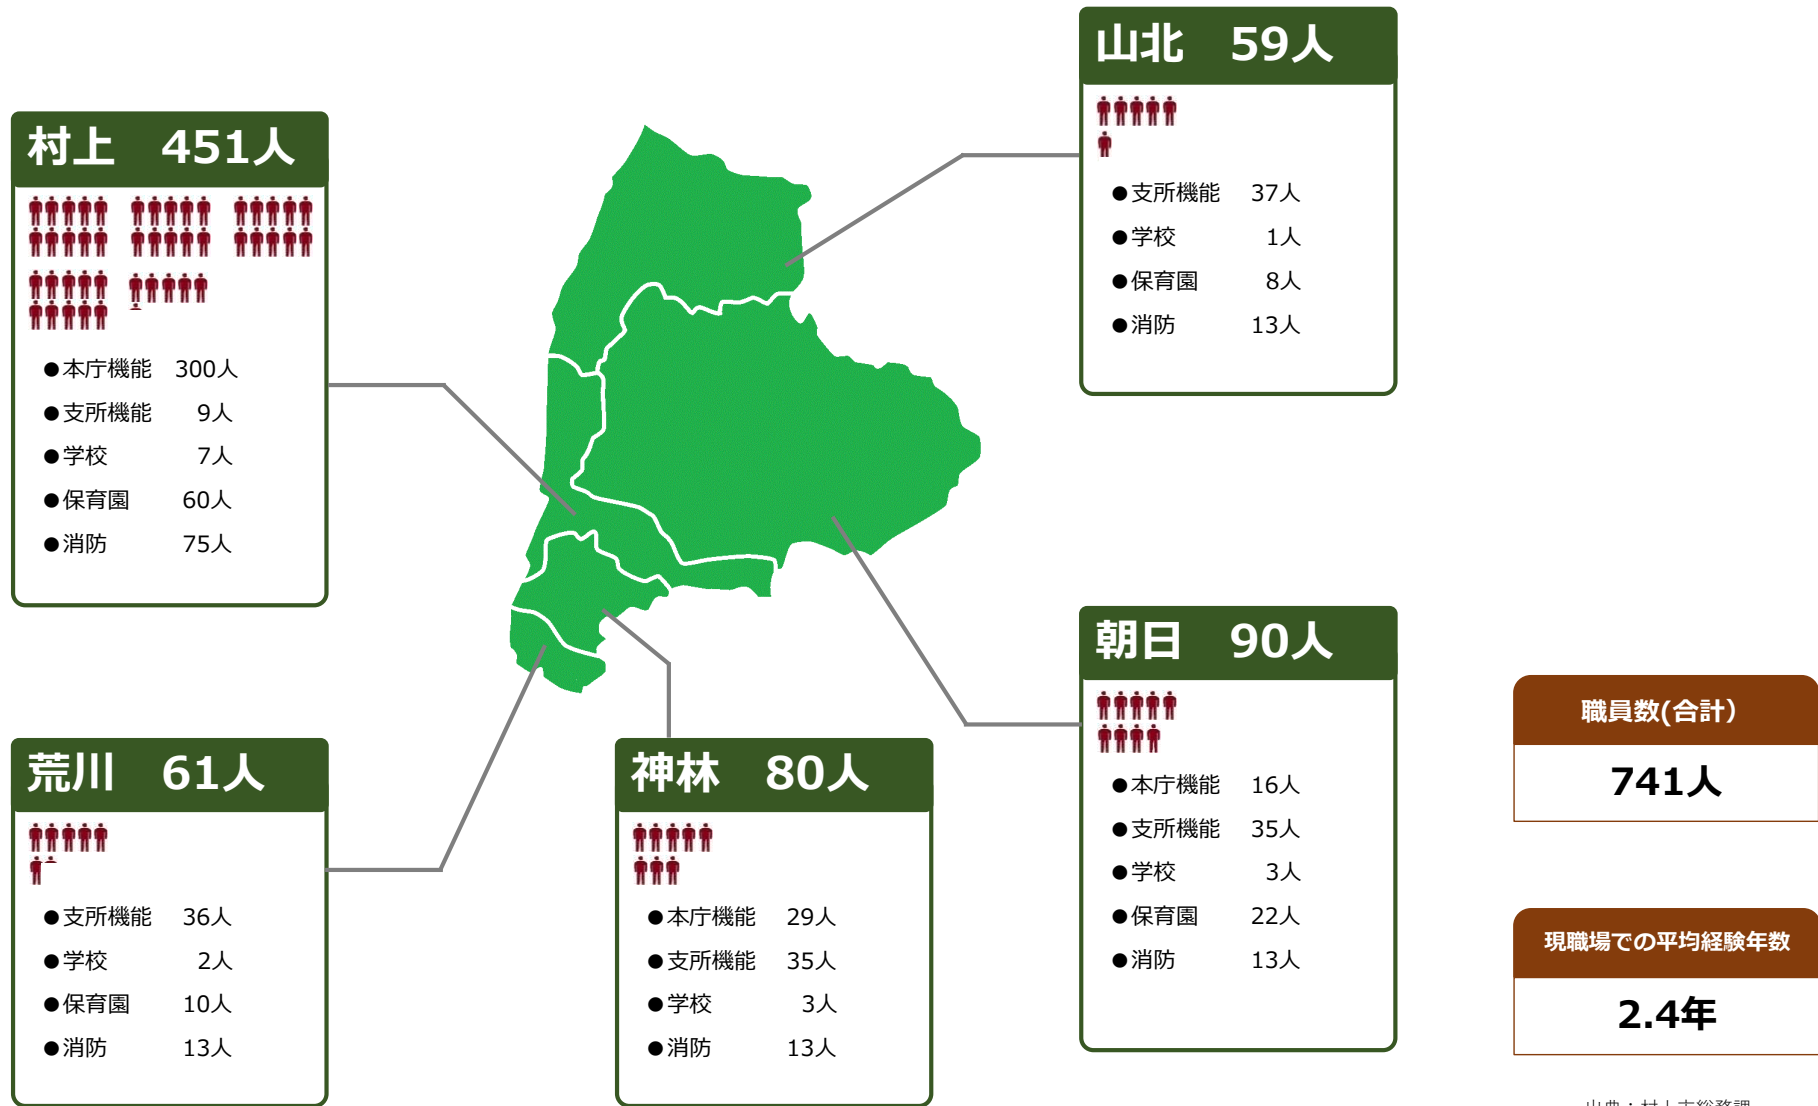 村上　451人
●本庁機能　300人
●支所機能　9人
●学校　7人
●保育園　60人
●消防　75人
山北　59人
●支所機能　37人
●学校　1人
●保育園　8人
●消防　13人
荒川　61人
●支所機能　36人
●学校　2人
●保育園　10人
●消防　13人
神林　80人
●本庁機能　29人
●支所機能　35人
●学校　3人
●消防　13人
朝日　90人
●本庁機能　16人
●支所機能　35人
●学校　3人
●保育園　22人
●消防　13人
職員数(合計）
741人
現職場での平均経験年数
2.4年
出典：村上市総務課